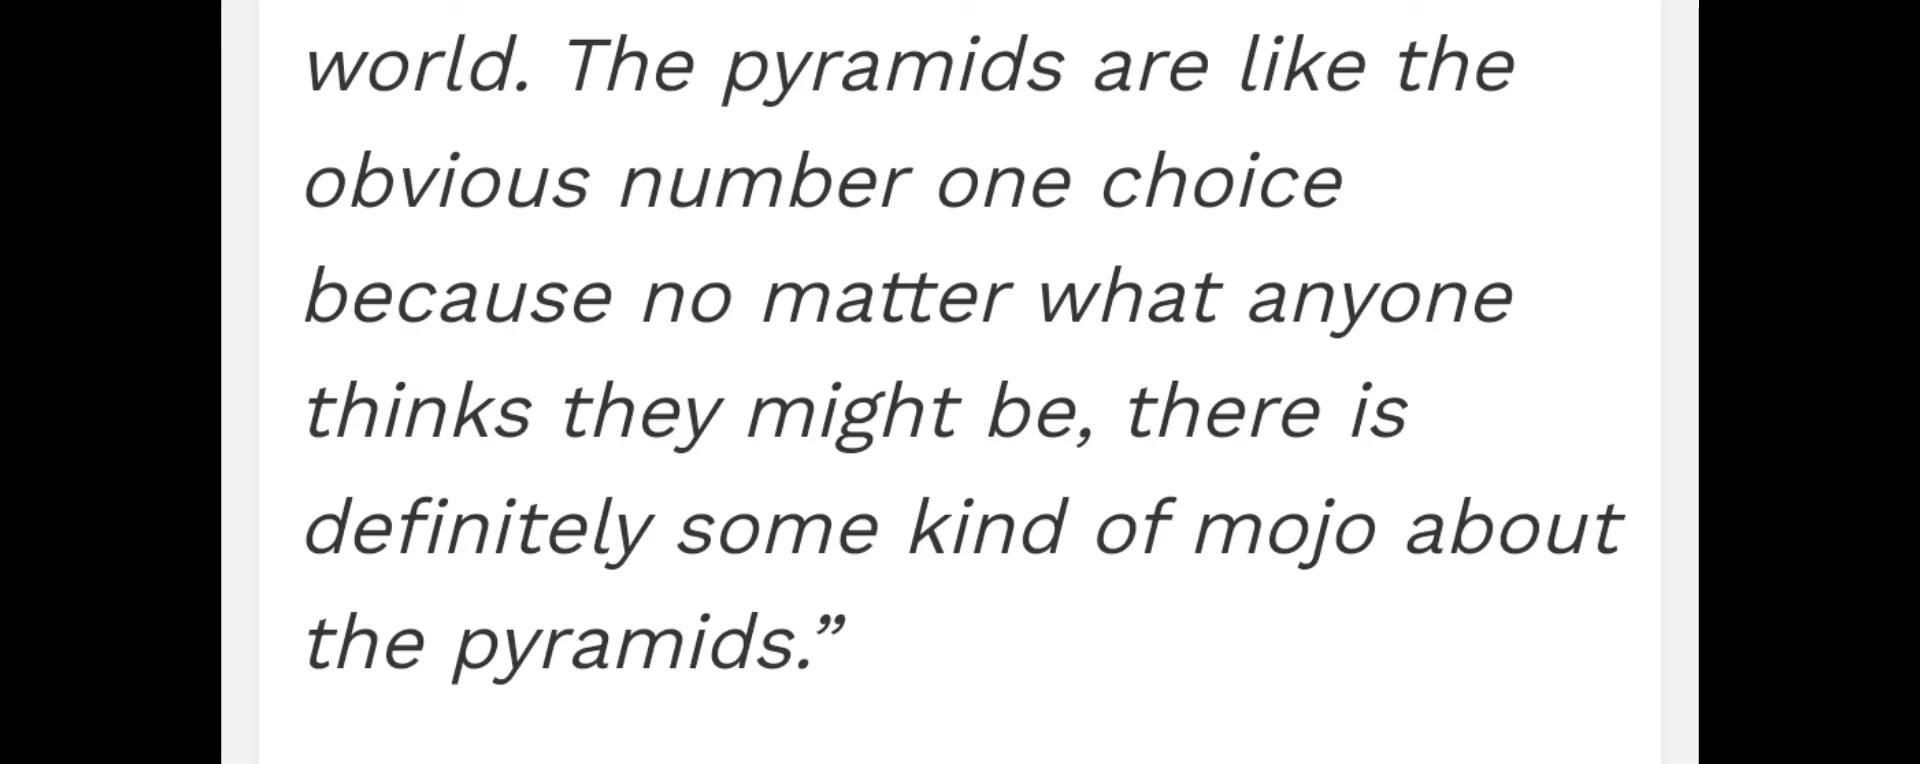 world. The pyramids are like the
obvious number one choice
because no matter what anyone
thinks they might be, there is
definitely some kind of mojo about
the pyramids.”